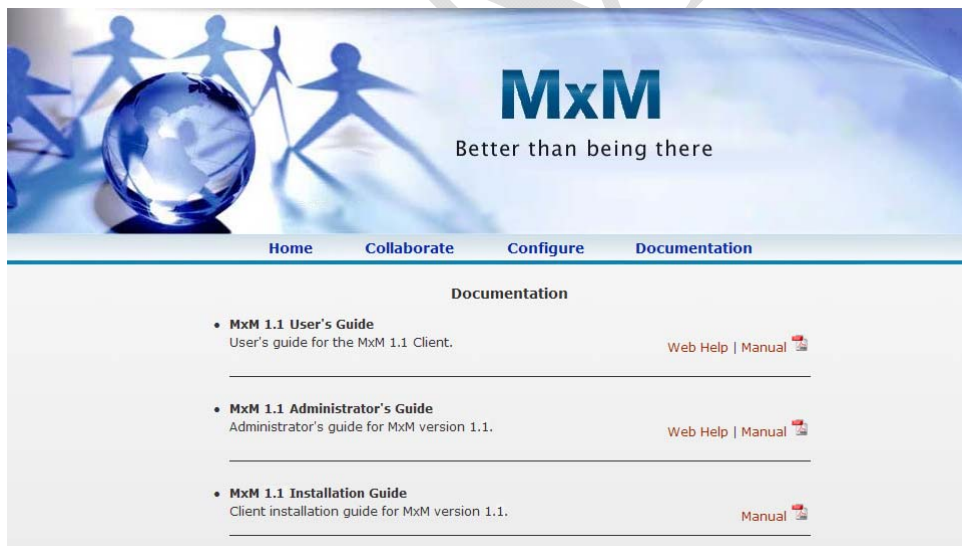 MxM
Better than being there
Home Collaborate Configure Documentation
Documentation
• MxM 1.1 User's Guide
User's guide for the MxM 1.1 Client.
Web Help | Manual
• MxM 1.1 Administrator's Guide
Administrator's guide for MxM version 1.1.
Web Help | Manual
• MxM 1.1 Installation Guide
Client installation guide for MxM version 1.1.
Manual